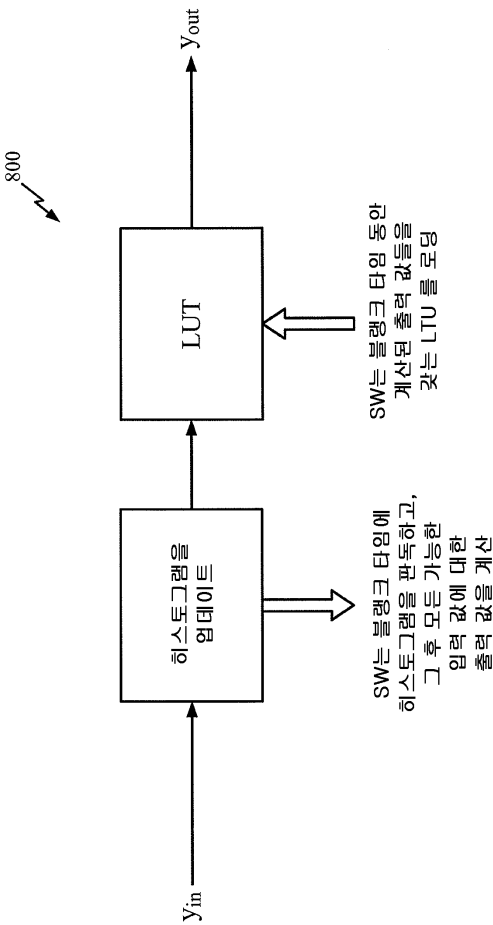 800
y_in
히스토그램을
업데이트
LUT
y_out
SW는 블랭크 타임에
히스토그램을 판독하고,
그 후 모든 가능한
입력 값에 대한
출력 값을 계산
SW는 블랭크 타임 동안
계산된 출력 값들을
갖는 LTU 를 로딩